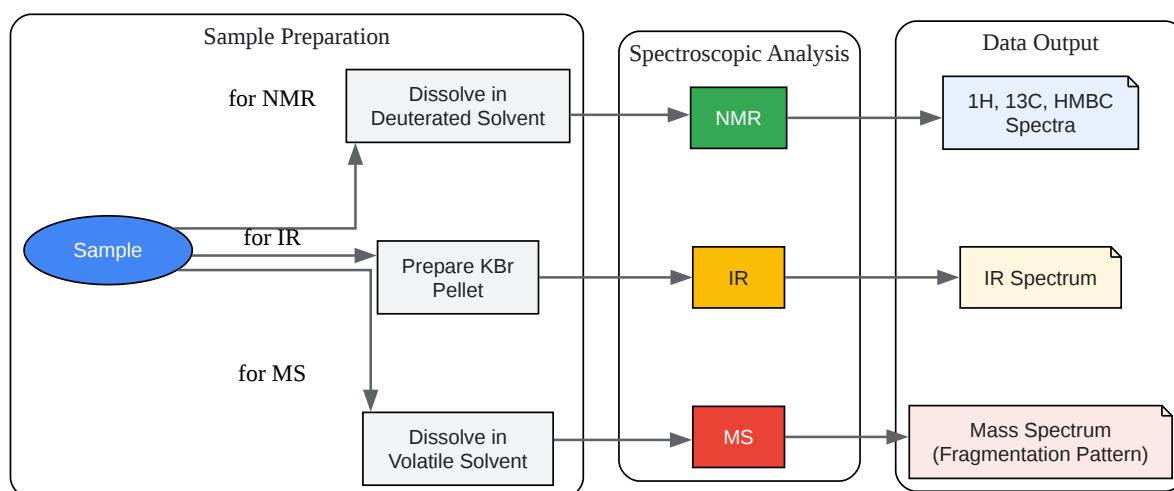 Sample Preparation
Spectroscopic Analysis
Data Output
for NMR
Dissolve in
Deuterated Solvent
NMR
1H, 13C, HMBC
Spectra
Sample
for IR
Prepare KBr
Pellet
IR
IR Spectrum
for MS
Dissolve in
Volatile Solvent
MS
Mass Spectrum
(Fragmentation Pattern)